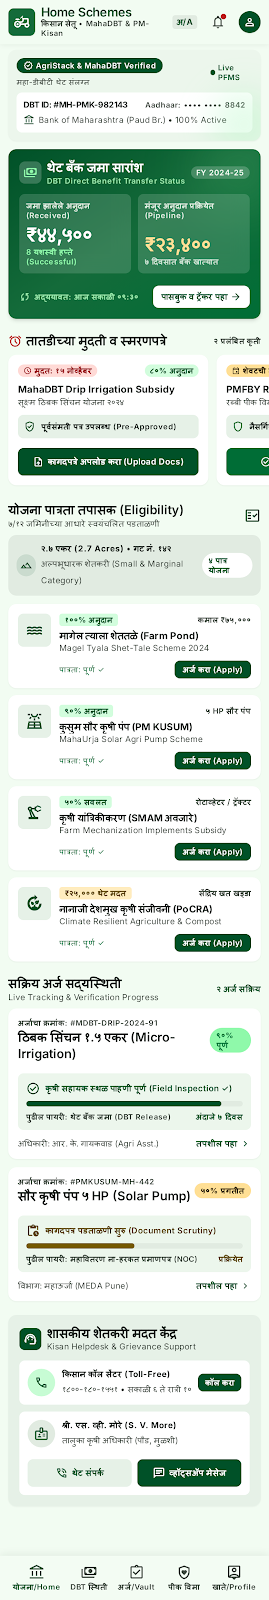 Home Schemes
किसान सेतू • MahaDBT & PM-Kisan
अ/A
AgriStack & MahaDBT Verified
महा-डीबीटी थेट संलग्न
Live PFMS
DBT ID: #MH-PMK-982143
Aadhaar: •••• •••• 8842
Bank of Maharashtra (Paud Br.) • 100% Active
थेट बँक जमा सारांश
DBT Direct Benefit Transfer Status
FY 2024-25
जमा झालेले अनुदान (Received)
₹४४,५००
8 यशस्वी हप्ते (Successful)
मंजूर अनुदान प्रक्रियेत (Pipeline)
₹२३,४००
७ दिवसात बँक खात्यात
अद्ययावत: आज सकाळी ०९:३०
पासबुक व ट्रॅकर पहा →
तातडीच्या मुदती व स्मरणपत्रे
२ प्रलंबित कृती
मुदत: १५ नोव्हेंबर
८०% अनुदान
MahaDBT Drip Irrigation Subsidy
सूक्ष्म ठिबक सिंचन योजना २०२४
पूर्वसंमती पत्र उपलब्ध (Pre-Approved)
कागदपत्रे अपलोड करा (Upload Docs)
शेवटची
PMFBY R
रब्बी पीक विम
नैसर्गि
योजना पात्रता तपासक (Eligibility)
७/१२ जमिनीच्या आधारे स्वयंचलित पडताळणी
२.७ एकर (2.7 Acres) • गट नं. १४२
अल्पभूधारक शेतकरी (Small & Marginal Category)
४ पात्र योजना
१००% अनुदान
कमाल ₹७५,०००
मागेल त्याला शेततळे (Farm Pond)
Magel Tyala Shet-Tale Scheme 2024
पात्रता: पूर्ण ✓
अर्ज करा (Apply)
९०% अनुदान
५ HP सौर पंप
कुसुम सौर कृषी पंप (PM KUSUM)
MahaUrja Solar Agri Pump Scheme
पात्रता: पूर्ण ✓
अर्ज करा (Apply)
५०% सवलत
रोटाव्हेटर / ट्रॅक्टर
कृषी यांत्रिकीकरण (SMAM अवजारे)
Farm Mechanization Implements Subsidy
पात्रता: पूर्ण ✓
अर्ज करा (Apply)
₹२५,००० थेट मदत
सेंद्रिय खत खड्डा
नानाजी देशमुख कृषी संजीवनी (PoCRA)
Climate Resilient Agriculture & Compost
पात्रता: पूर्ण ✓
अर्ज करा (Apply)
सक्रिय अर्ज सद्यस्थिती
Live Tracking & Verification Progress
२ अर्ज सक्रिय
अर्जाचा क्रमांक: #MDBT-DRIP-2024-91
ठिबक सिंचन १.५ एकर (Micro-Irrigation)
९०% पूर्ण
कृषी सहायक स्थळ पाहणी पूर्ण (Field Inspection ✓)
पुढील पायरी: थेट बँक जमा (DBT Release)
अंदाजे ७ दिवस
अधिकारी: आर. के. गायकवाड (Agri Asst.)
तपशील पहा >
अर्जाचा क्रमांक: #PMKUSUM-MH-442
सौर कृषी पंप ५ HP (Solar Pump)
५०% प्रगतीत
कागदपत्र पडताळणी सुरु (Document Scrutiny)
पुढील पायरी: महावितरण ना-हरकत प्रमाणपत्र (NOC)
प्रक्रियेत
विभाग: महाऊर्जा (MEDA Pune)
तपशील पहा >
शासकीय शेतकरी मदत केंद्र
Kisan Helpdesk & Grievance Support
किसान कॉल सेंटर (Toll-Free)
१८००-१८०-१५५१ • सकाळी ६ ते रात्री १०
कॉल करा
श्री. एस. व्ही. मोरे (S. V. More)
तालुका कृषी अधिकारी (पौड, मुळशी)
थेट संपर्क
व्हॉट्सॲप मेसेज
योजना/Home
DBT स्थिती
अर्ज/Vault
पीक विमा
खाते/Profile